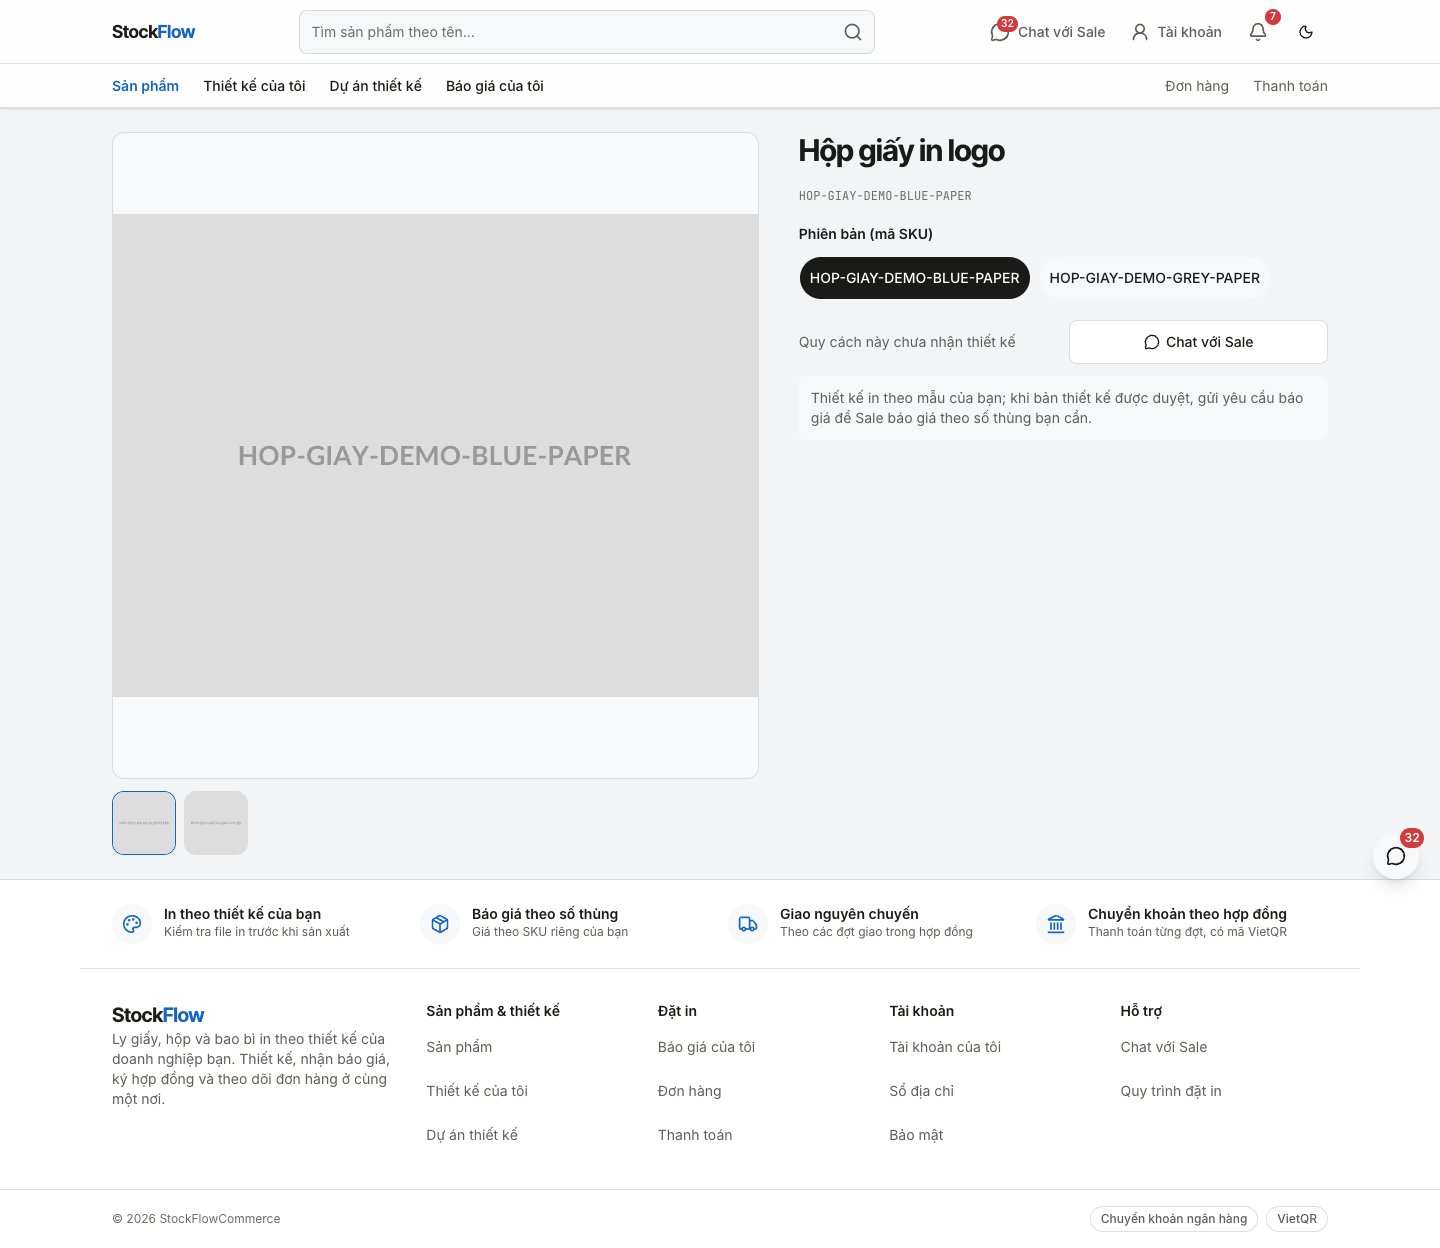 StockFlow
Tìm sản phẩm theo tên...
32
Chat với Sale
Tài khoản
7
Sản phẩm
Thiết kế của tôi
Dự án thiết kế
Báo giá của tôi
Đơn hàng
Thanh toán
HOP-GIAY-DEMO-BLUE-PAPER
Hộp giấy in logo
HOP-GIAY-DEMO-BLUE-PAPER
Phiên bản (mã SKU)
HOP-GIAY-DEMO-BLUE-PAPER
HOP-GIAY-DEMO-GREY-PAPER
Quy cách này chưa nhận thiết kế
Chat với Sale
Thiết kế in theo mẫu của bạn; khi bản thiết kế được duyệt, gửi yêu cầu báo
giá để Sale báo giá theo số thùng bạn cần.
32
In theo thiết kế của bạn
Kiểm tra file in trước khi sản xuất
Báo giá theo số thùng
Giá theo SKU riêng của bạn
Giao nguyên chuyến
Theo các đợt giao trong hợp đồng
Chuyển khoản theo hợp đồng
Thanh toán từng đợt, có mã VietQR
StockFlow
Ly giấy, hộp và bao bì in theo thiết kế của
doanh nghiệp bạn. Thiết kế, nhận báo giá,
ký hợp đồng và theo dõi đơn hàng ở cùng
một nơi.
Sản phẩm & thiết kế
Sản phẩm
Thiết kế của tôi
Dự án thiết kế
Đặt in
Báo giá của tôi
Đơn hàng
Thanh toán
Tài khoản
Tài khoản của tôi
Sổ địa chỉ
Bảo mật
Hỗ trợ
Chat với Sale
Quy trình đặt in
© 2026 StockFlowCommerce
Chuyển khoản ngân hàng
VietQR